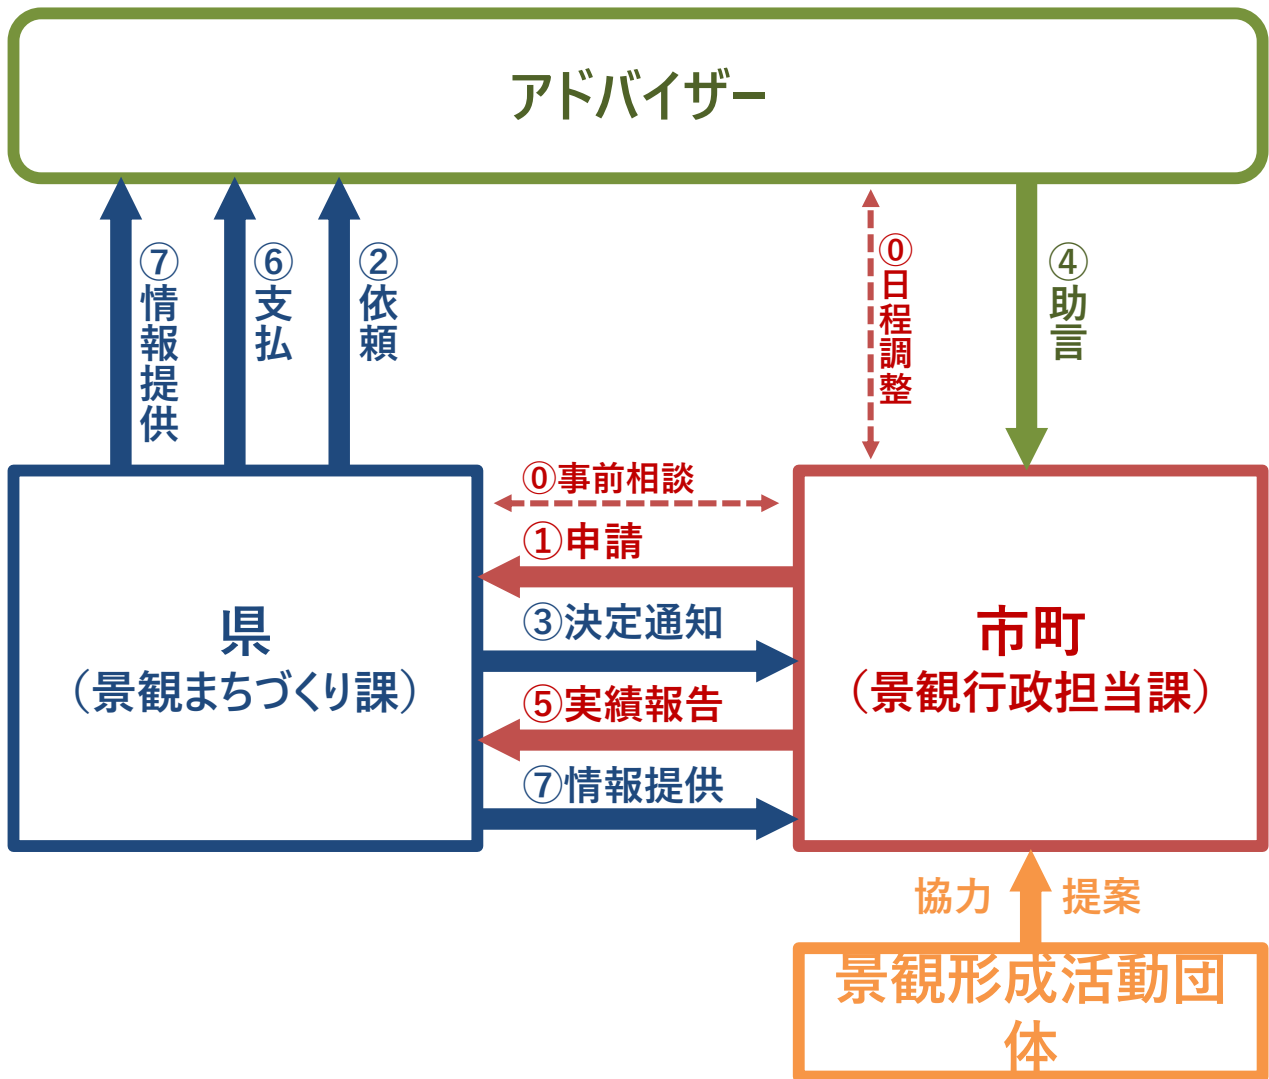 アドバイザー
⑦情報提供
⑥支払
②依頼
⓪日程調整
④助言
⓪事前相談
①申請
③決定通知
⑤実績報告
⑦情報提供
県
（景観まちづくり課）
市町
（景観行政担当課）
協力
提案
景観形成活動団
体